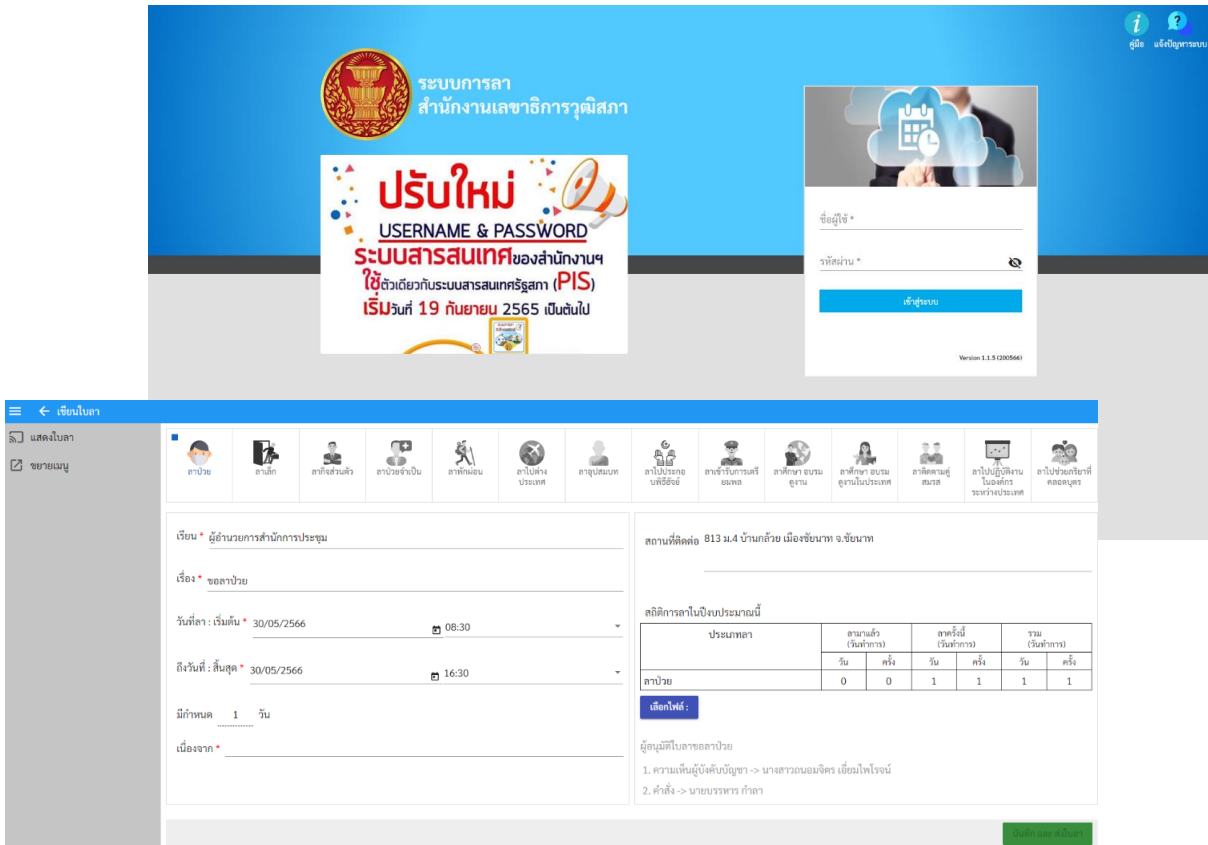 คู่มือ แจ้งปัญหาระบบ
ระบบการลา
สำนักงานเลขาธิการวุฒิสภา
ปรับใหม่
USERNAME & PASSWORD
ระบบสารสนเทศของสำนักงานฯ
ใช้ตัวเดียวกับระบบสารสนเทศรัฐสภา (PIS)
เริ่มวันที่ 19 กันยายน 2565 เป็นต้นไป
ชื่อผู้ใช้ *
รหัสผ่าน *
เข้าสู่ระบบ
Version 1.1.5 (200566)
เขียนใบลา
แสดงใบลา
ขยายเมนู
ลาป่วย
ลาเล็ก
ลากิจส่วนตัว
ลาป่วยจำเป็น
ลาพักผ่อน
ลาไปต่าง
ประเทศ
ลาอุปสมบท
ลาไปประกอ
บพิธีฮัจย์
ลาเข้ารับการเตรี
ยมพล
ลาศึกษา อบรม
ดูงาน
ลาศึกษา อบรม
ดูงานในประเทศ
ลาติดตามคู่
สมรส
ลาไปปฏิบัติงาน
ในองค์กร
ระหว่างประเทศ
ลาไปช่วยภริยาที่
คลอดบุตร
เรียน * ผู้อำนวยการสำนักการประชุม
เรื่อง * ขอลาป่วย
วันที่ลา : เริ่มต้น * 30/05/2566 08:30
ถึงวันที่ : สิ้นสุด * 30/05/2566 16:30
มีกำหนด 1 วัน
เนื่องจาก *
สถานที่ติดต่อ 813 ม.4 บ้านกล้วย เมืองชัยนาท จ.ชัยนาท
สถิติการลาในปีงบประมาณนี้
ประเภทลา ลามาแล้ว (วันทำการ) ลาครั้งนี้ (วันทำการ) รวม (วันทำการ)
วัน ครั้ง วัน ครั้ง วัน ครั้ง
ลาป่วย 0 0 1 1 1 1
เลือกไฟล์ :
ผู้อนุมัติใบลาขอลาป่วย
1. ความเห็นผู้บังคับบัญชา -> นางสาวถนอมจิตร เอี่ยมไพโรจน์
2. คำสั่ง -> นายบรรหาร กำลา
บันทึก และ ส่งใบลา